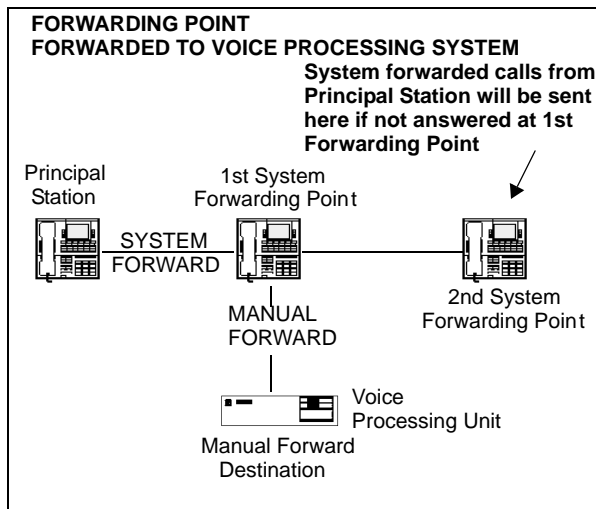 FORWARDING POINT
FORWARDED TO VOICE PROCESSING SYSTEM
System forwarded calls from
Principal Station will be sent
here if not answered at 1st
Forwarding Point
Principal
Station
1st System
Forwarding Point
SYSTEM
FORWARD
2nd System
Forwarding Point
MANUAL
FORWARD
Voice
Processing Unit
Manual Forward
Destination